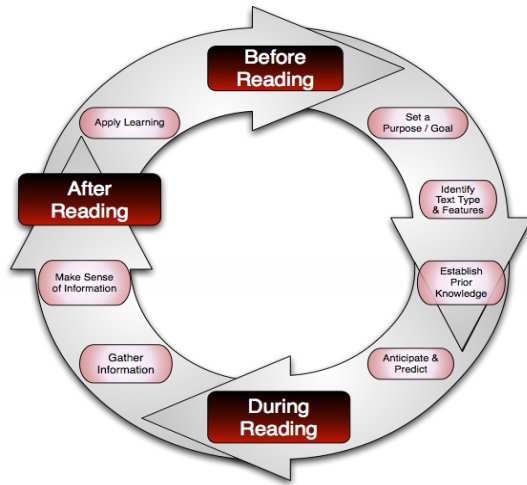 Before
Reading
Set a
Purpose / Goal
Identify
Text Type
& Features
Establish
Prior
Knowledge
Anticipate &
Predict
During
Reading
Gather
Information
Make Sense
of Information
After
Reading
Apply Learning